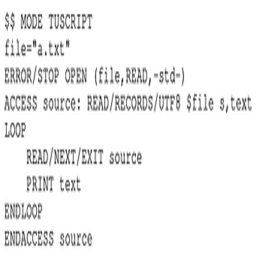 $$ MODE TUSCRIPT
file="a.txt"
ERROR/STOP OPEN (file,READ,-std-)
ACCESS source: READ/RECORDS/UTF8 $file s,text
LOOP
    READ/NEXT/EXIT source
    PRINT text
ENDLOOP
ENDACCESS source